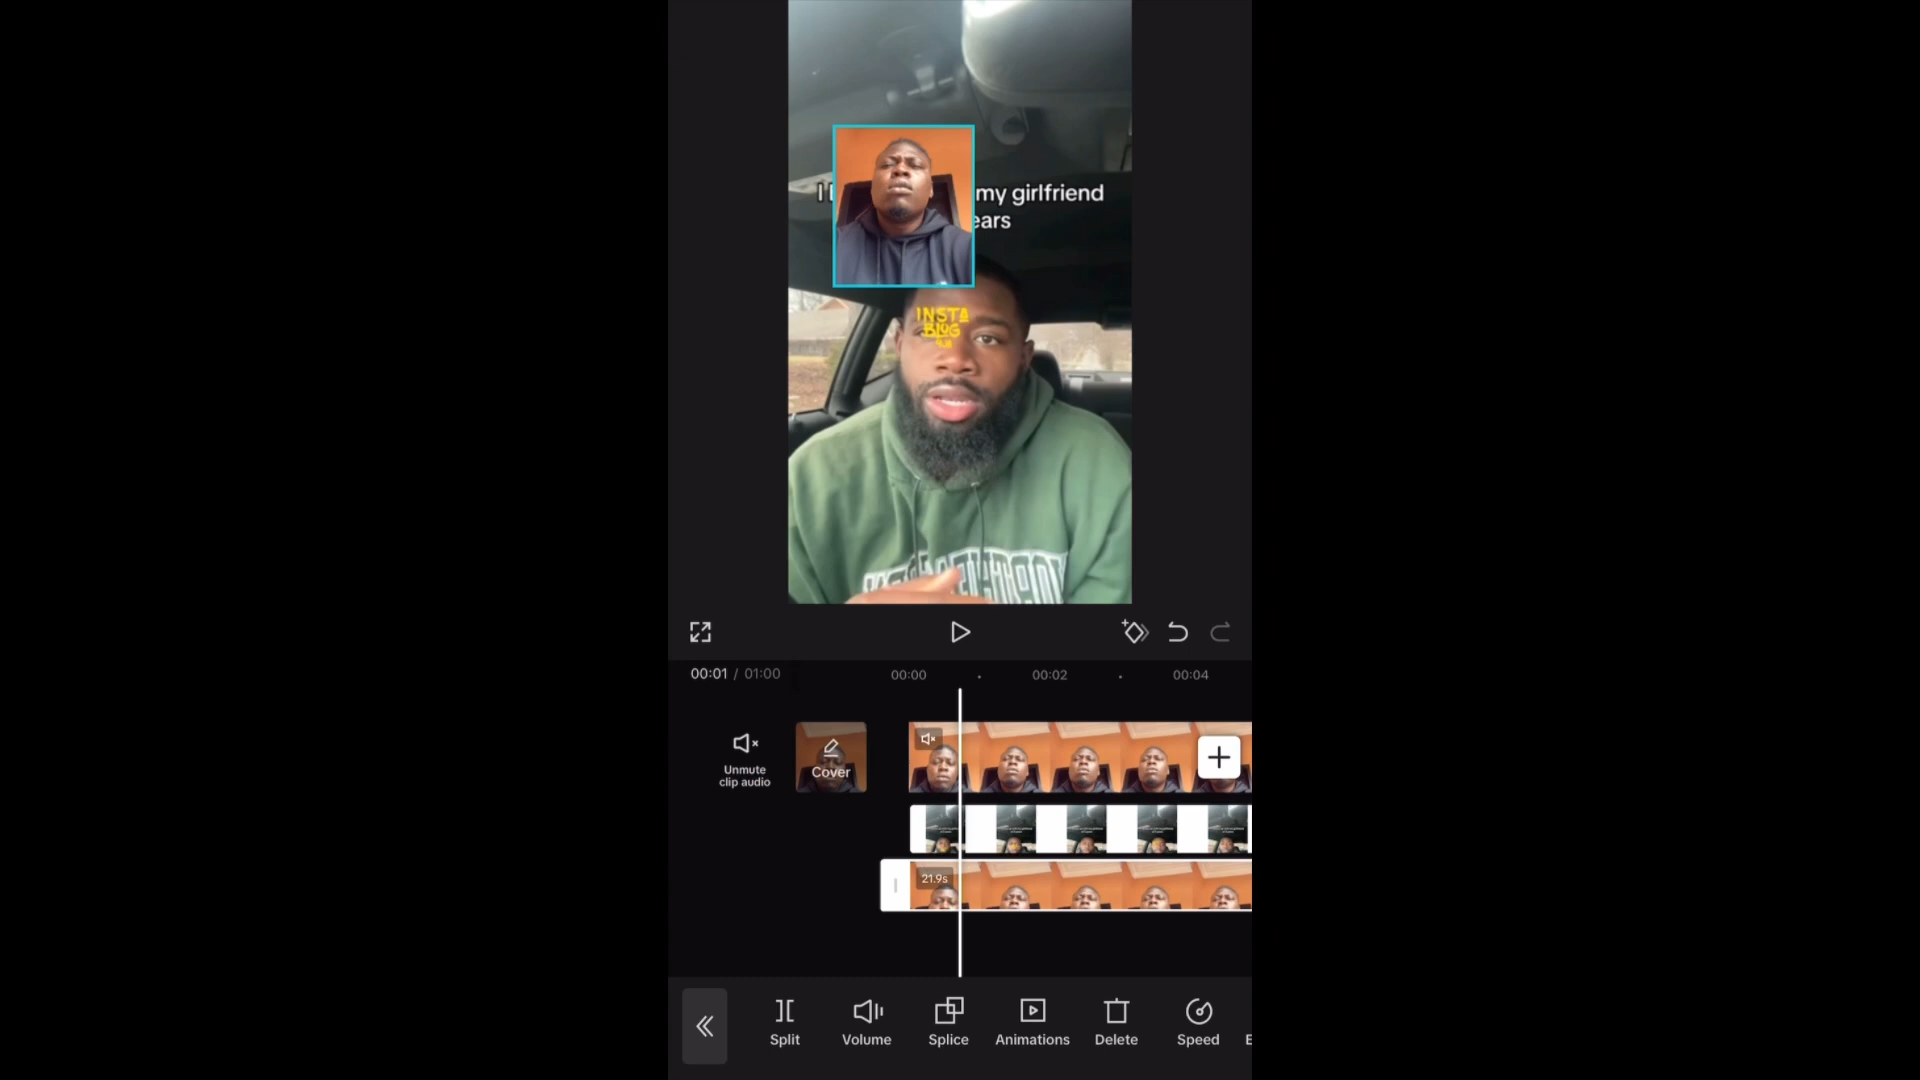 my girlfriend
ears
INSTA
BLOG
9JA
00:01 / 01:00
00:00
00:02
00:04
Unmute
clip audio
Cover
21.9s
Split
Volume
Splice
Animations
Delete
Speed